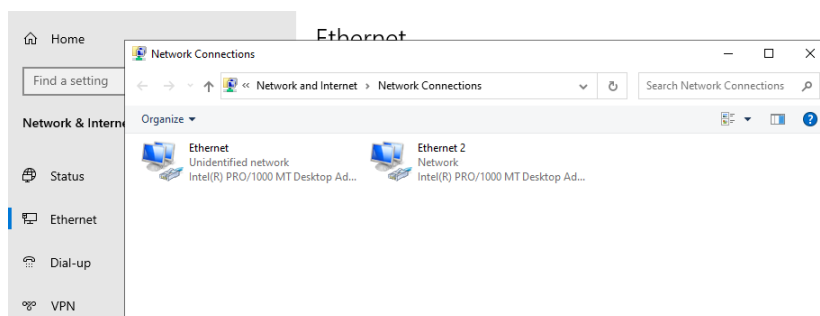 Home
Find a setting
Network & Interne
Status
Ethernet
Dial-up
VPN
Ethernet
Network Connections
« Network and Internet › Network Connections
Search Network Connections
Organize
Ethernet
Unidentified network
Intel(R) PRO/1000 MT Desktop Ad...
Ethernet 2
Network
Intel(R) PRO/1000 MT Desktop Ad...